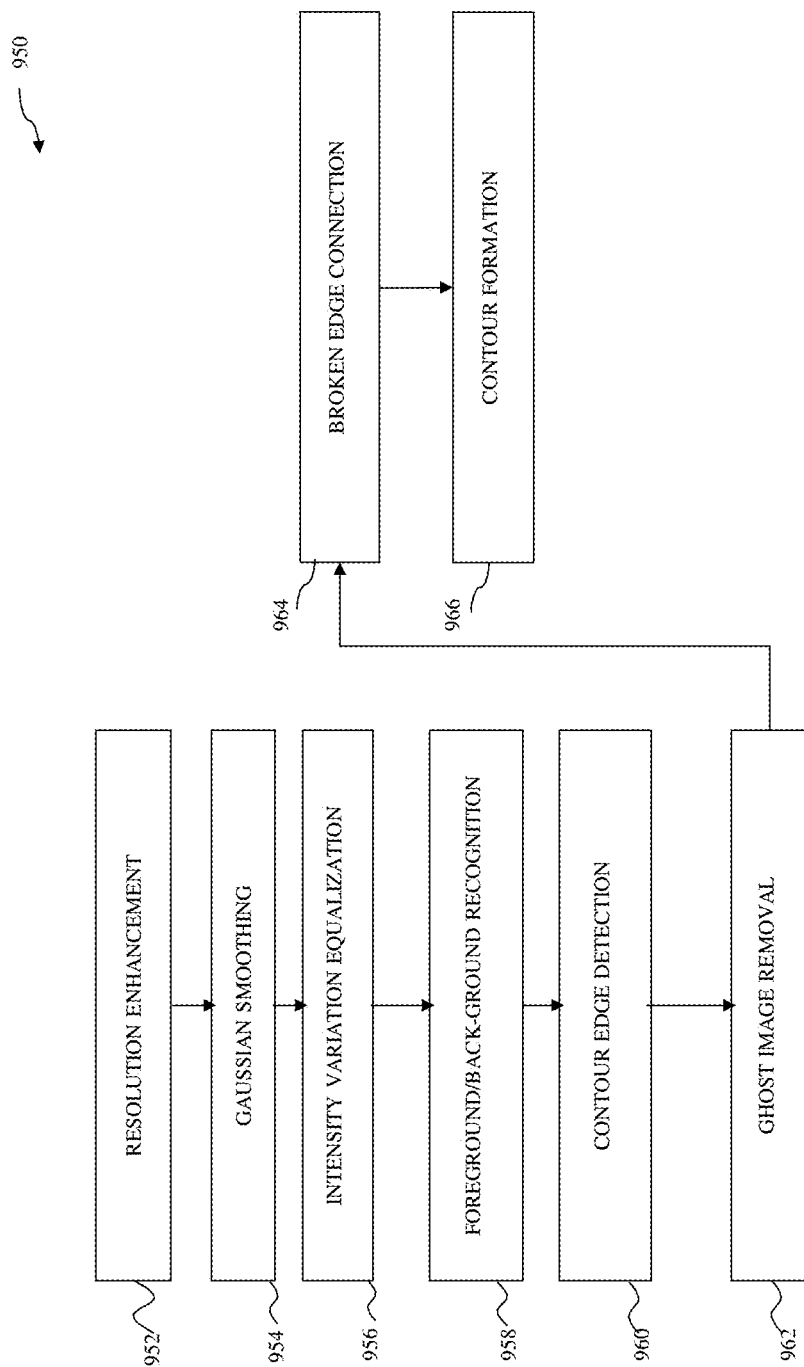 950
952
RESOLUTION ENHANCEMENT
954
GAUSSIAN SMOOTHING
956
INTENSITY VARIATION EQUALIZATION
958
FOREGROUND/BACK-GROUND RECOGNITION
960
CONTOUR EDGE DETECTION
962
GHOST IMAGE REMOVAL
964
BROKEN EDGE CONNECTION
966
CONTOUR FORMATION